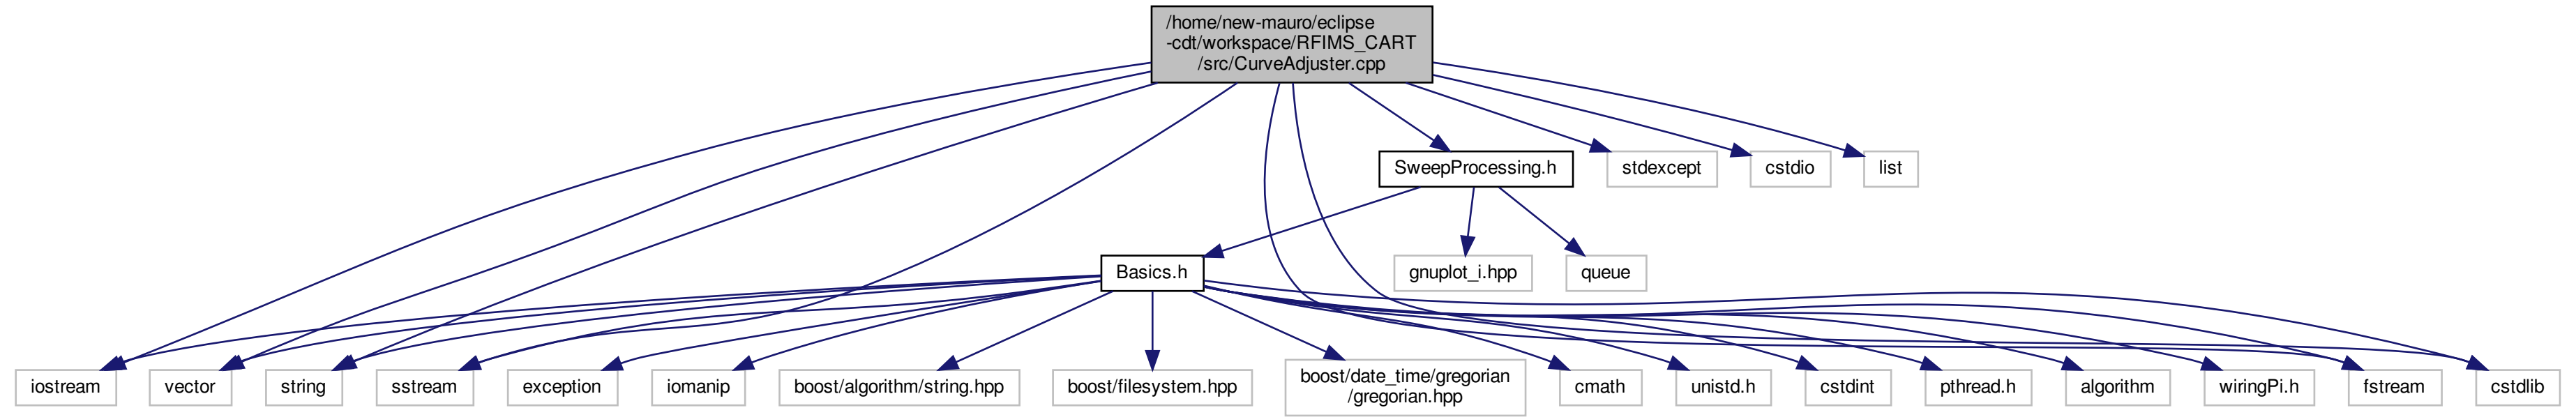 /home/new-mauro/eclipse
-cdt/workspace/RFIMS_CART
/src/CurveAdjuster.cpp
SweepProcessing.h
stdexcept
cstdio
list
Basics.h
gnuplot_i.hpp
queue
iostream
vector
string
sstream
exception
iomanip
boost/algorithm/string.hpp
boost/filesystem.hpp
boost/date_time/gregorian
/gregorian.hpp
cmath
unistd.h
cstdint
pthread.h
algorithm
wiringPi.h
fstream
cstdlib